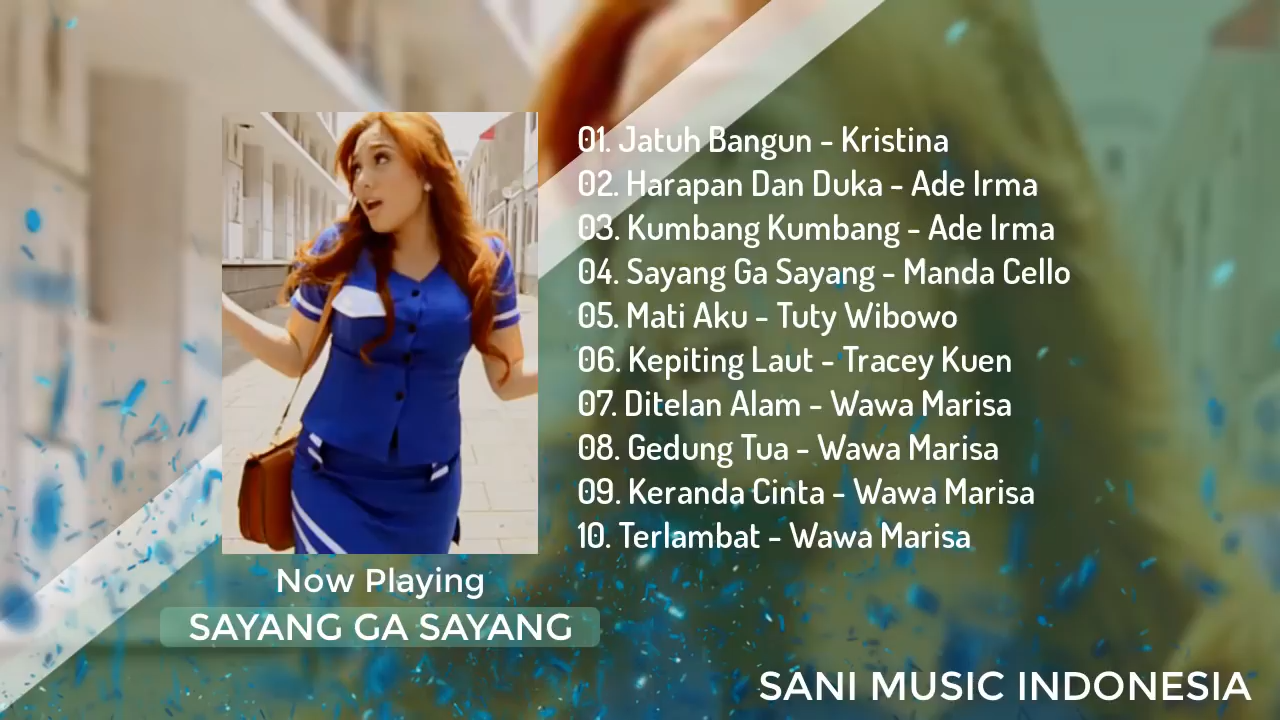 01. Jatuh Bangun - Kristina
02. Harapan Dan Duka - Ade Irma
03. Kumbang Kumbang - Ade Irma
04. Sayang Ga Sayang - Manda Cello
05. Mati Aku - Tuty Wibowo
06. Kepiting Laut - Tracey Kuen
07. Ditelan Alam - Wawa Marisa
08. Gedung Tua - Wawa Marisa
09. Keranda Cinta - Wawa Marisa
10. Terlambat - Wawa Marisa
Now Playing
SAYANG GA SAYANG
SANI MUSIC INDONESIA